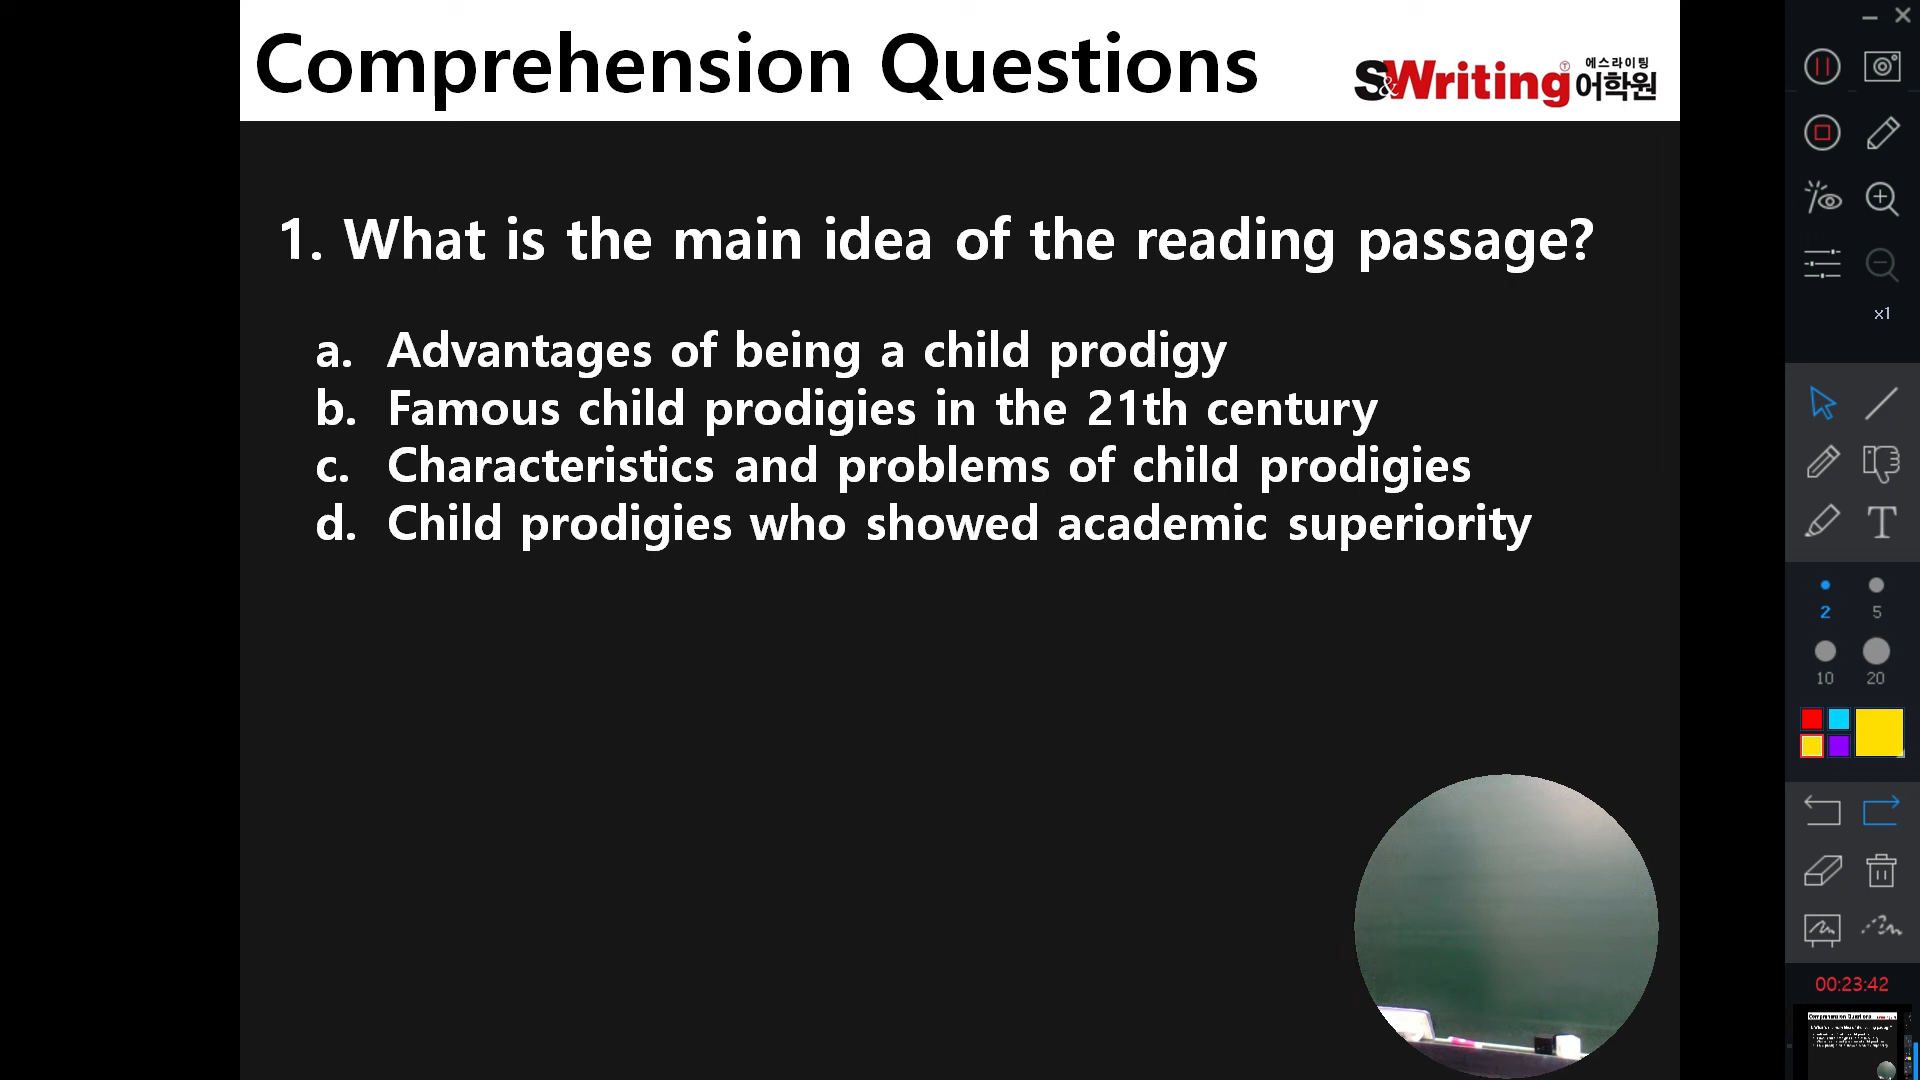 Comprehension Questions
S&Writing 에스라이팅 어학원
1. What is the main idea of the reading passage?
a. Advantages of being a child prodigy
b. Famous child prodigies in the 21th century
c. Characteristics and problems of child prodigies
d. Child prodigies who showed academic superiority
x1
T
2 5
10 20
00:23:42
Comprehension Questions